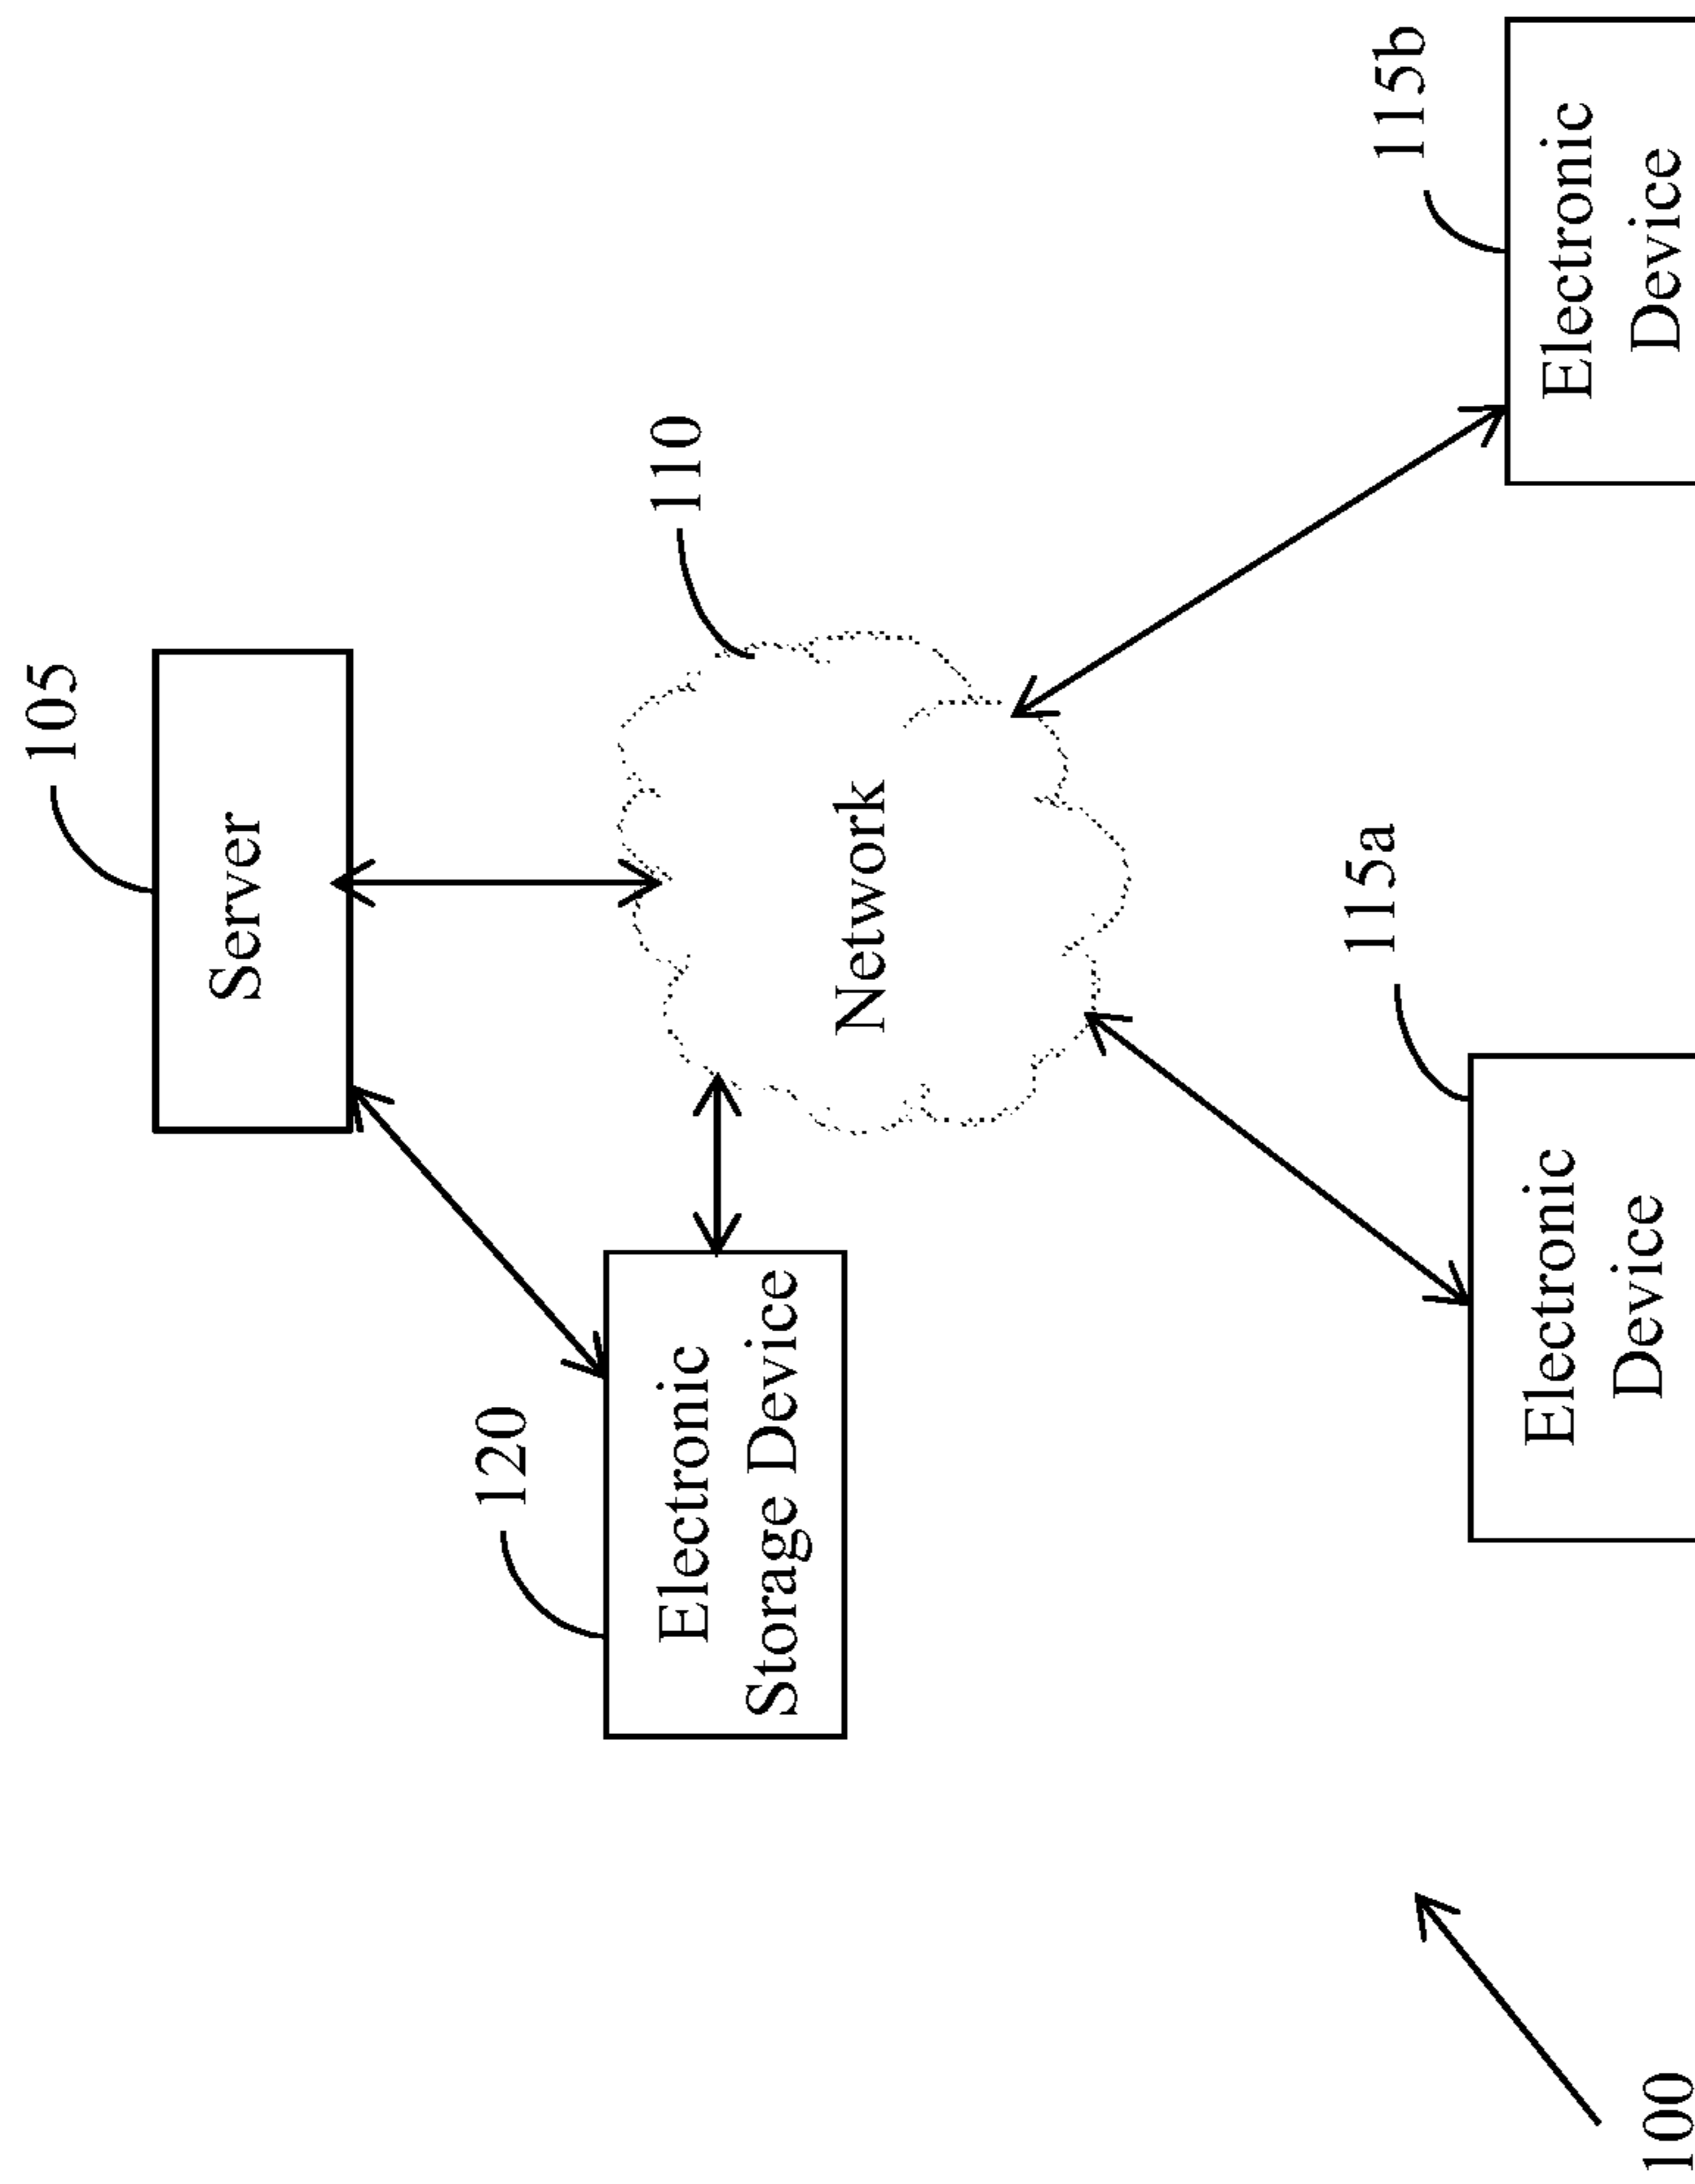 105
Server
120
Electronic
Storage Device
110
Network
115a
Electronic
Device
115b
Electronic
Device
100